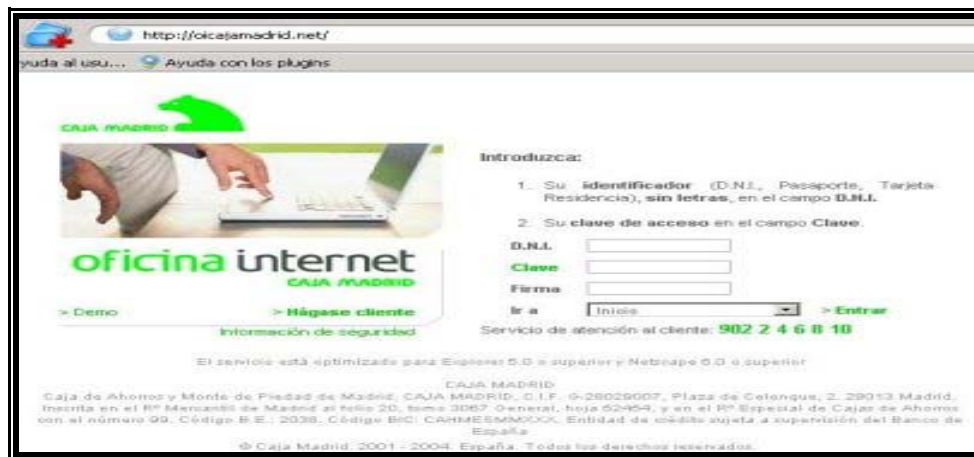 http://oicajamadrid.net/
yuda al usu... Ayuda con los plugins
CAJA MADRID
Introduzca:
1. Su identificador (D.N.I., Pasaporte, Tarjeta
Residencia), sin letras, en el campo D.N.I.
2. Su clave de acceso en el campo Clave.
oficina internet
CAJA MADRID
D.N.I.
Clave
Firma
> Demo > Hágase cliente
Ir a Inicio > Entrar
Información de seguridad
Servicio de atención al cliente: 902 2 4 6 8 10
El servicio está optimizado para Explorer 5.0 o superior y Netscape 6.0 o superior
CAJA MADRID
Caja de Ahorros y Monte de Piedad de Madrid, CAJA MADRID, C.I.F. G-28029007, Plaza de Celenque, 2. 28013 Madrid.
Inscrita en el Rº Mercantil de Madrid al folio 20, tomo 3067 General, hoja 52454, y en el Rº Especial de Cajas de Ahorros
con el número 99. Código B.E.: 2038. Código BIC: CAHMESMMXXX. Entidad de crédito sujeta a supervisión del Banco de
España
© Caja Madrid. 2001 - 2004. España. Todos los derechos reservados.